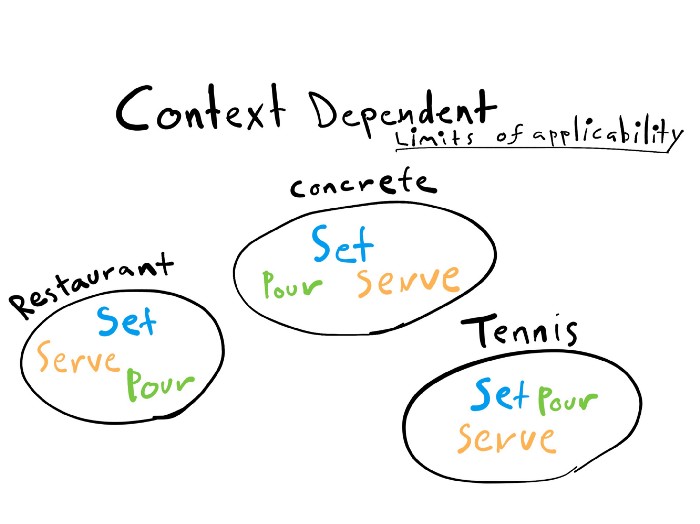 Context Dependent
Limits of applicability
Concrete
Set
Pour Serve
Restaurant
Set
Serve
Pour
Tennis
Set Pour
Serve